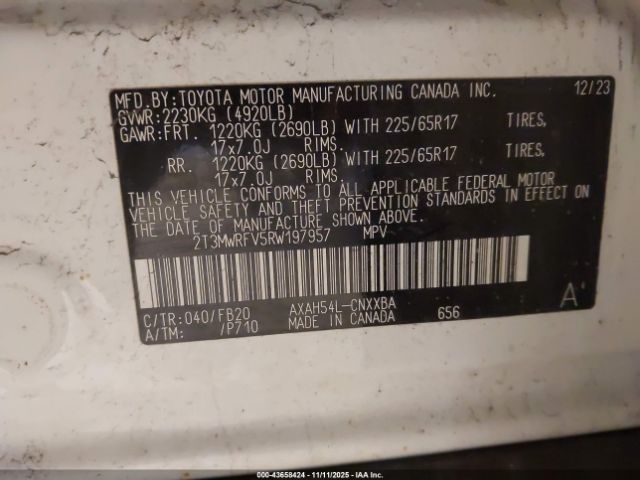 MFD.BY:TOYOTA MOTOR MANUFACTURING CANADA INC. 12/23
GVWR:2230KG (4920LB)
GAWR:FRT. 1220KG (2690LB) WITH 225/65R17 TIRES,
17x7.0J RIMS.
RR. 1220KG (2690LB) WITH 225/65R17 TIRES,
17x7.0J RIMS.
THIS VEHICLE CONFORMS TO ALL APPLICABLE FEDERAL MOTOR
VEHICLE SAFETY AND THEFT PREVENTION STANDARDS IN EFFECT ON
THE DATE OF MANUFACTURE SHOWN ABOVE.
2T3MWRFV5RW197957 MPV
C/TR:040/FB20 AXAH54L-CNXXBA A
A/TM: /P710 MADE IN CANADA 656
000-43658424 - 11/11/2025 - IAA Inc.